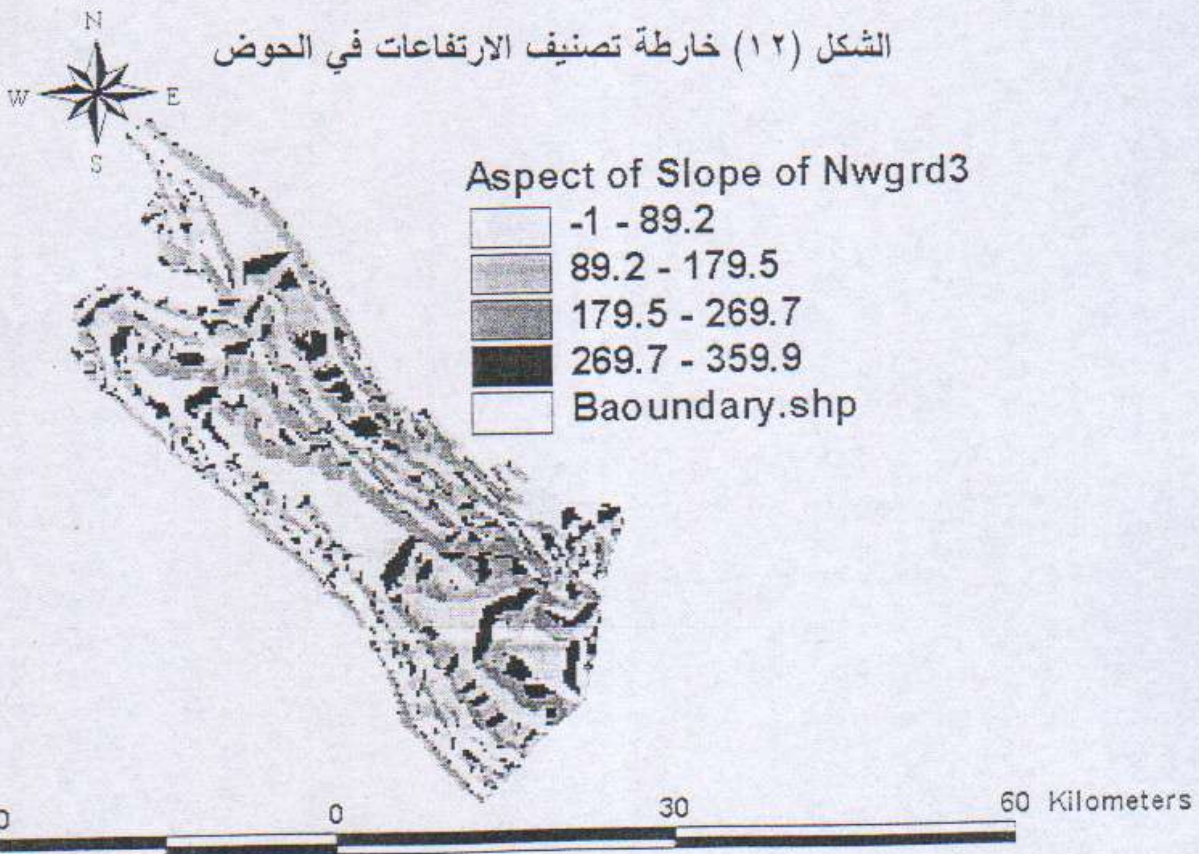 N
الشكل (١٢) خارطة تصنيف الارتفاعات في الحوض
W E
S
Aspect of Slope of Nwgrd3
-1 - 89.2
89.2 - 179.5
179.5 - 269.7
269.7 - 359.9
Baoundary.shp
0 0 30 60 Kilometers